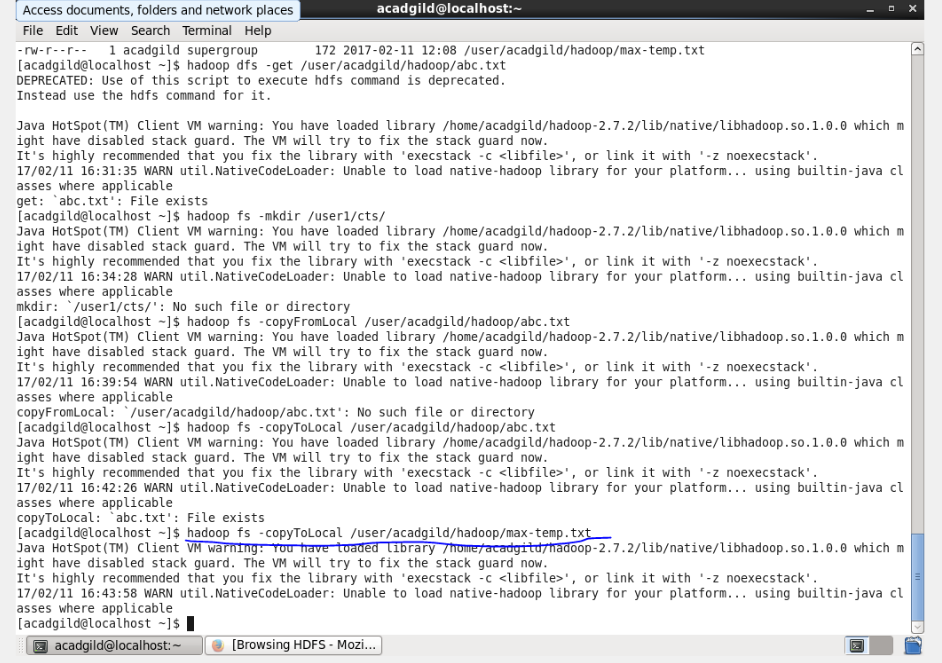 Access documents, folders and network places
acadgild@localhost:~
File Edit View Search Terminal Help
-rw-r--r-- 1 acadgild supergroup 172 2017-02-11 12:08 /user/acadgild/hadoop/max-temp.txt
[acadgild@localhost ~]$ hadoop dfs -get /user/acadgild/hadoop/abc.txt
DEPRECATED: Use of this script to execute hdfs command is deprecated.
Instead use the hdfs command for it.
Java HotSpot(TM) Client VM warning: You have loaded library /home/acadgild/hadoop-2.7.2/lib/native/libhadoop.so.1.0.0 which m
ight have disabled stack guard. The VM will try to fix the stack guard now.
It's highly recommended that you fix the library with 'execstack -c <libfile>', or link it with '-z noexecstack'.
17/02/11 16:31:35 WARN util.NativeCodeLoader: Unable to load native-hadoop library for your platform... using builtin-java cl
asses where applicable
get: `abc.txt': File exists
[acadgild@localhost ~]$ hadoop fs -mkdir /user1/cts/
Java HotSpot(TM) Client VM warning: You have loaded library /home/acadgild/hadoop-2.7.2/lib/native/libhadoop.so.1.0.0 which m
ight have disabled stack guard. The VM will try to fix the stack guard now.
It's highly recommended that you fix the library with 'execstack -c <libfile>', or link it with '-z noexecstack'.
17/02/11 16:34:28 WARN util.NativeCodeLoader: Unable to load native-hadoop library for your platform... using builtin-java cl
asses where applicable
mkdir: `/user1/cts/': No such file or directory
[acadgild@localhost ~]$ hadoop fs -copyFromLocal /user/acadgild/hadoop/abc.txt
Java HotSpot(TM) Client VM warning: You have loaded library /home/acadgild/hadoop-2.7.2/lib/native/libhadoop.so.1.0.0 which m
ight have disabled stack guard. The VM will try to fix the stack guard now.
It's highly recommended that you fix the library with 'execstack -c <libfile>', or link it with '-z noexecstack'.
17/02/11 16:39:54 WARN util.NativeCodeLoader: Unable to load native-hadoop library for your platform... using builtin-java cl
asses where applicable
copyFromLocal: `/user/acadgild/hadoop/abc.txt': No such file or directory
[acadgild@localhost ~]$ hadoop fs -copyToLocal /user/acadgild/hadoop/abc.txt
Java HotSpot(TM) Client VM warning: You have loaded library /home/acadgild/hadoop-2.7.2/lib/native/libhadoop.so.1.0.0 which m
ight have disabled stack guard. The VM will try to fix the stack guard now.
It's highly recommended that you fix the library with 'execstack -c <libfile>', or link it with '-z noexecstack'.
17/02/11 16:42:26 WARN util.NativeCodeLoader: Unable to load native-hadoop library for your platform... using builtin-java cl
asses where applicable
copyToLocal: `abc.txt': File exists
[acadgild@localhost ~]$ hadoop fs -copyToLocal /user/acadgild/hadoop/max-temp.txt
Java HotSpot(TM) Client VM warning: You have loaded library /home/acadgild/hadoop-2.7.2/lib/native/libhadoop.so.1.0.0 which m
ight have disabled stack guard. The VM will try to fix the stack guard now.
It's highly recommended that you fix the library with 'execstack -c <libfile>', or link it with '-z noexecstack'.
17/02/11 16:43:58 WARN util.NativeCodeLoader: Unable to load native-hadoop library for your platform... using builtin-java cl
asses where applicable
[acadgild@localhost ~]$
acadgild@localhost:~ [Browsing HDFS - Mozi...